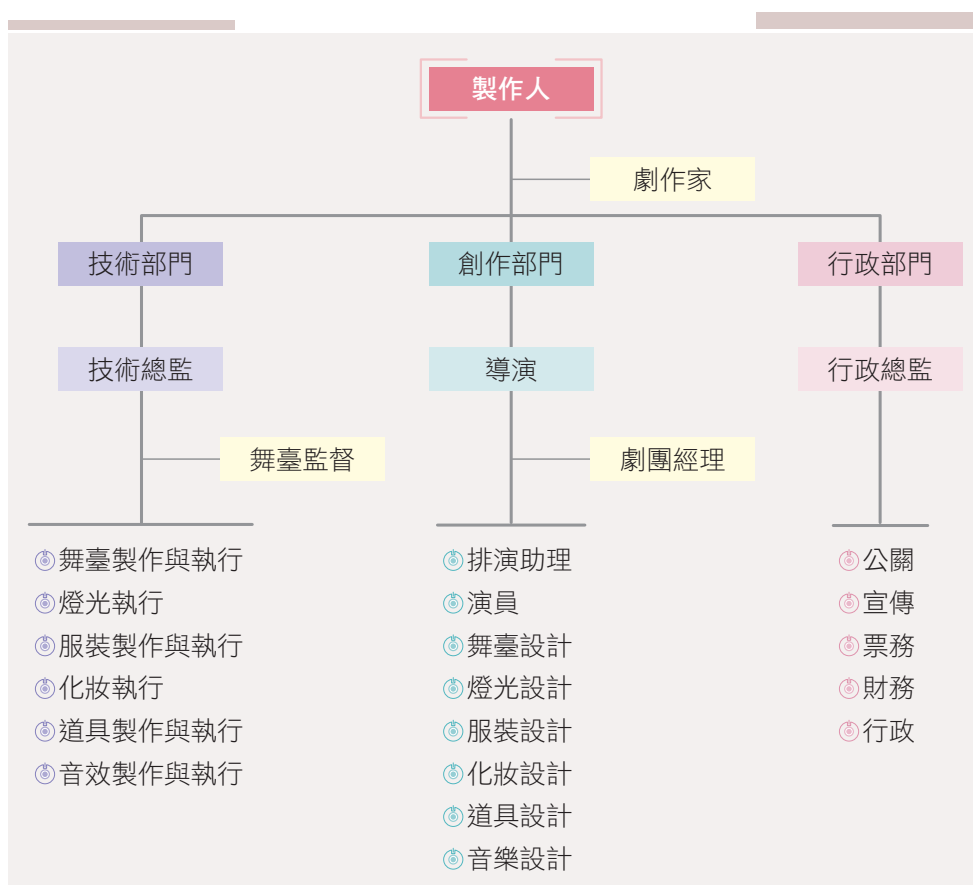 製作人
劇作家
技術部門
創作部門
行政部門
技術總監
導演
行政總監
舞臺監督
劇團經理
舞臺製作與執行
燈光執行
服裝製作與執行
化妝執行
道具製作與執行
音效製作與執行
排演助理
演員
舞臺設計
燈光設計
服裝設計
化妝設計
道具設計
音樂設計
公關
宣傳
票務
財務
行政